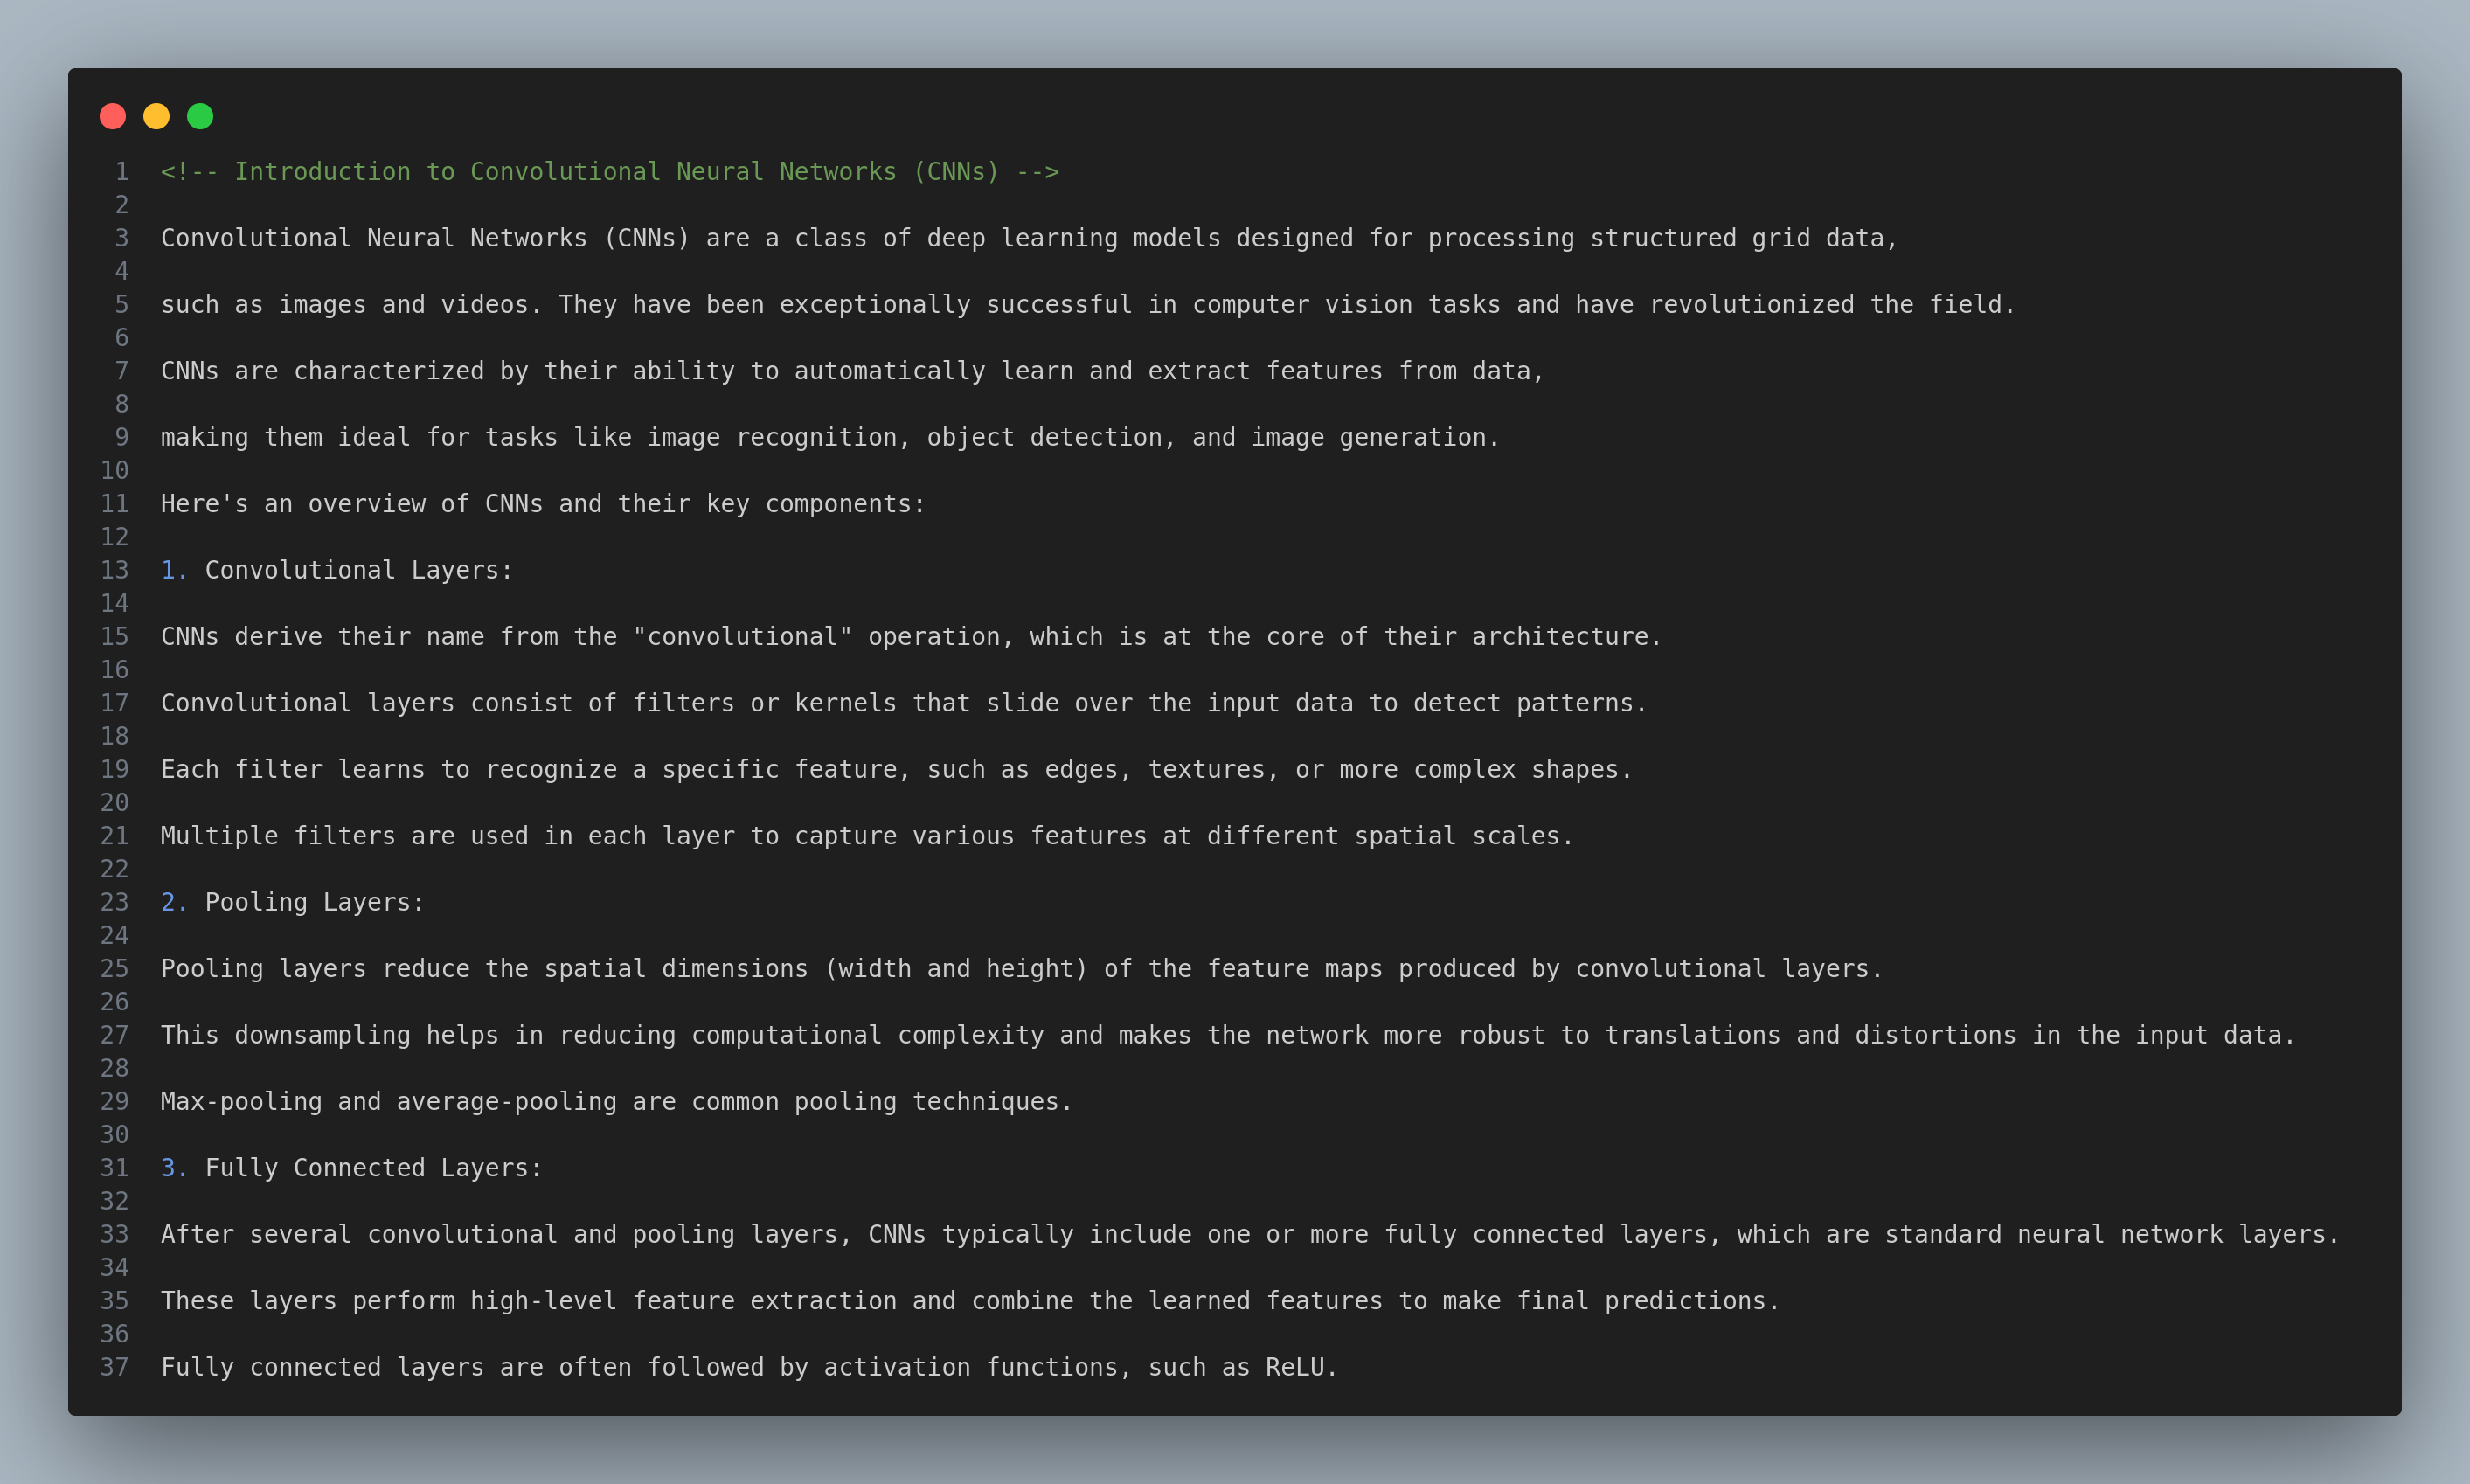 1 <!-- Introduction to Convolutional Neural Networks (CNNs) -->
2
3 Convolutional Neural Networks (CNNs) are a class of deep learning models designed for processing structured grid data,
4
5 such as images and videos. They have been exceptionally successful in computer vision tasks and have revolutionized the field.
6
7 CNNs are characterized by their ability to automatically learn and extract features from data,
8
9 making them ideal for tasks like image recognition, object detection, and image generation.
10
11 Here's an overview of CNNs and their key components:
12
13 1. Convolutional Layers:
14
15 CNNs derive their name from the "convolutional" operation, which is at the core of their architecture.
16
17 Convolutional layers consist of filters or kernels that slide over the input data to detect patterns.
18
19 Each filter learns to recognize a specific feature, such as edges, textures, or more complex shapes.
20
21 Multiple filters are used in each layer to capture various features at different spatial scales.
22
23 2. Pooling Layers:
24
25 Pooling layers reduce the spatial dimensions (width and height) of the feature maps produced by convolutional layers.
26
27 This downsampling helps in reducing computational complexity and makes the network more robust to translations and distortions in the input data.
28
29 Max-pooling and average-pooling are common pooling techniques.
30
31 3. Fully Connected Layers:
32
33 After several convolutional and pooling layers, CNNs typically include one or more fully connected layers, which are standard neural network layers.
34
35 These layers perform high-level feature extraction and combine the learned features to make final predictions.
36
37 Fully connected layers are often followed by activation functions, such as ReLU.